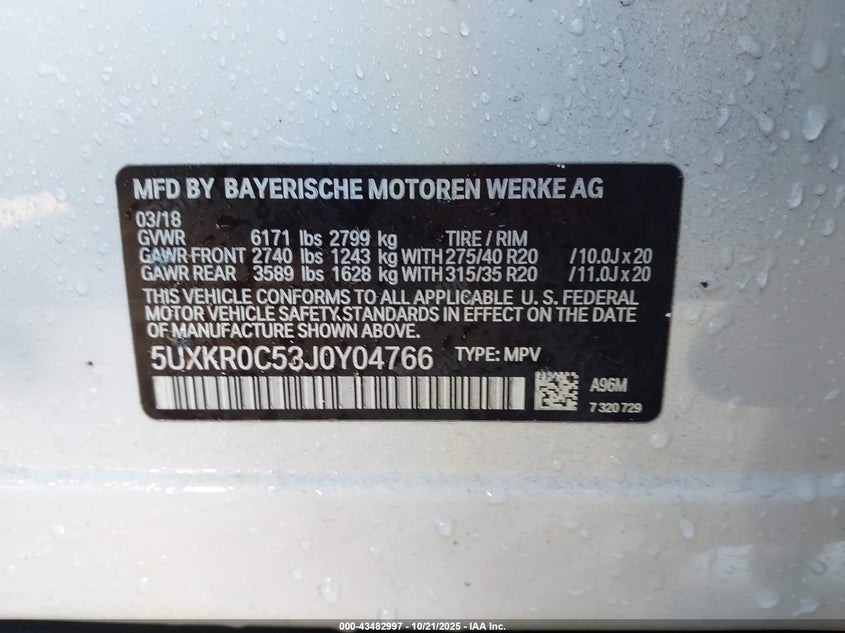 MFD BY BAYERISCHE MOTOREN WERKE AG
03/18
GVWR 6171 lbs 2799 kg TIRE / RIM
GAWR FRONT 2740 lbs 1243 kg WITH 275/40 R20 /10.0J x 20
GAWR REAR 3589 lbs 1628 kg WITH 315/35 R20 /11.0J x 20
THIS VEHICLE CONFORMS TO ALL APPLICABLE U. S. FEDERAL
MOTOR VEHICLE SAFETY STANDARDS IN EFFECT ON THE DATE
OF MANUFACTURE SHOWN ABOVE.
5UXKR0C53J0Y04766 TYPE: MPV
A96M
7 320 729
000-43482997 - 10/21/2025 - IAA Inc.